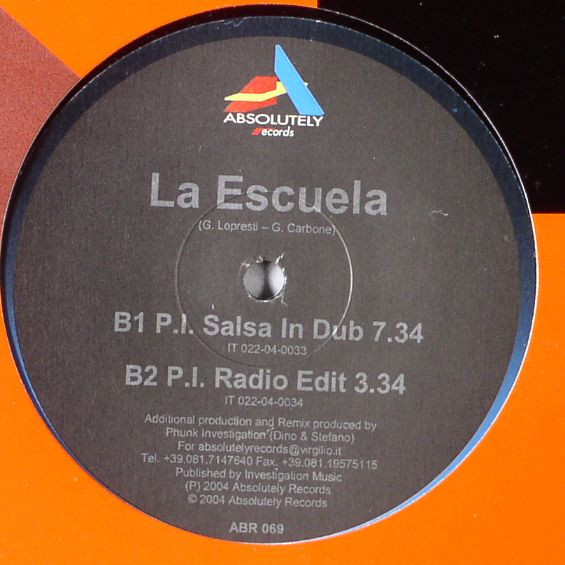 ABSOLUTELY
records
La Escuela
(G. Lopresti – G. Carbone)
B1 P.I. Salsa In Dub 7.34
IT 022-04-0033
B2 P.I. Radio Edit 3.34
IT 022-04-0034
Additional production and Remix produced by
Phunk Investigation (Dino & Stefano)
For absolutelyrecords@virgilio.it
Tel. +39.081.7147640 Fax. +39.081.19575115
Published by Investigation Music
(P) 2004 Absolutely Records
© 2004 Absolutely Records
ABR 069